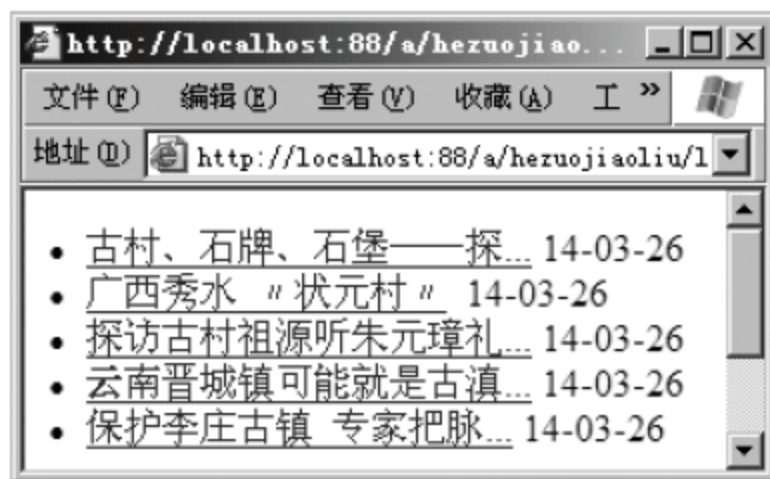 http://localhost:88/a/hezuojiao...
文件(F) 编辑(E) 查看(V) 收藏(A) 工 »
地址(D) http://localhost:88/a/hezuojiaoliu/l
• 古村、石牌、石堡——探... 14-03-26
• 广西秀水 〃状元村〃 14-03-26
• 探访古村祖源听朱元璋礼... 14-03-26
• 云南晋城镇可能就是古滇... 14-03-26
• 保护李庄古镇 专家把脉... 14-03-26